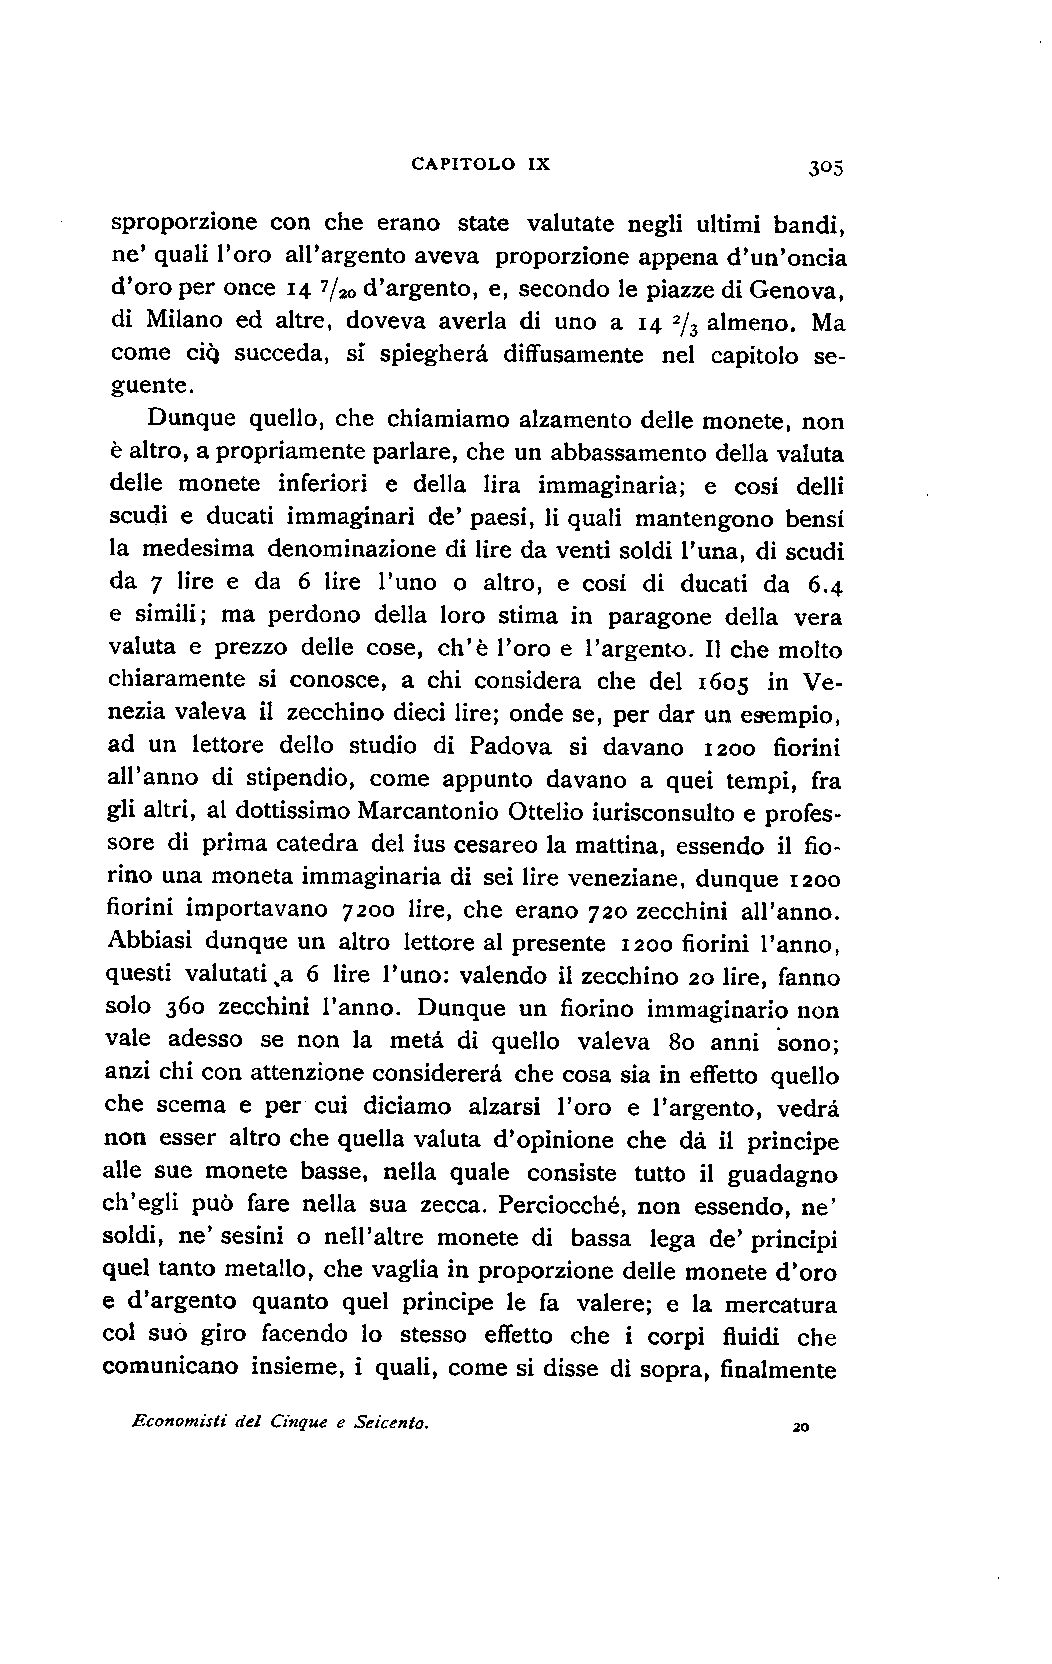 CAPITOLO IX 305
sproporzione con che erano state valutate negli ultimi bandi,
ne' quali l'oro all'argento aveva proporzione appena d'un'oncia
d'oro per once 14 7/20 d'argento, e, secondo le piazze di Genova,
di Milano ed altre, doveva averla di uno a 14 2/3 almeno. Ma
come ciò succeda, si spiegherá diffusamente nel capitolo se-
guente.
Dunque quello, che chiamiamo alzamento delle monete, non
è altro, a propriamente parlare, che un abbassamento della valuta
delle monete inferiori e della lira immaginaria; e cosí delli
scudi e ducati immaginari de' paesi, li quali mantengono bensí
la medesima denominazione di lire da venti soldi l'una, di scudi
da 7 lire e da 6 lire l'uno o altro, e cosí di ducati da 6.4
e simili; ma perdono della loro stima in paragone della vera
valuta e prezzo delle cose, ch'è l'oro e l'argento. Il che molto
chiaramente si conosce, a chi considera che del 1605 in Ve-
nezia valeva il zecchino dieci lire; onde se, per dar un esempio,
ad un lettore dello studio di Padova si davano 1200 fiorini
all'anno di stipendio, come appunto davano a quei tempi, fra
gli altri, al dottissimo Marcantonio Ottelio iurisconsulto e profes-
sore di prima catedra del ius cesareo la mattina, essendo il fio-
rino una moneta immaginaria di sei lire veneziane, dunque 1200
fiorini importavano 7200 lire, che erano 720 zecchini all'anno.
Abbiasi dunque un altro lettore al presente 1200 fiorini l'anno,
questi valutati a 6 lire l'uno: valendo il zecchino 20 lire, fanno
solo 360 zecchini l'anno. Dunque un fiorino immaginario non
vale adesso se non la metá di quello valeva 80 anni sono;
anzi chi con attenzione considererá che cosa sia in effetto quello
che scema e per cui diciamo alzarsi l'oro e l'argento, vedrá
non esser altro che quella valuta d'opinione che dá il principe
alle sue monete basse, nella quale consiste tutto il guadagno
ch'egli può fare nella sua zecca. Perciocché, non essendo, ne'
soldi, ne' sesini o nell'altre monete di bassa lega de' principi
quel tanto metallo, che vaglia in proporzione delle monete d'oro
e d'argento quanto quel principe le fa valere; e la mercatura
col suo giro facendo lo stesso effetto che i corpi fluidi che
comunicano insieme, i quali, come si disse di sopra, finalmente
Economisti del Cinque e Seicento. 20